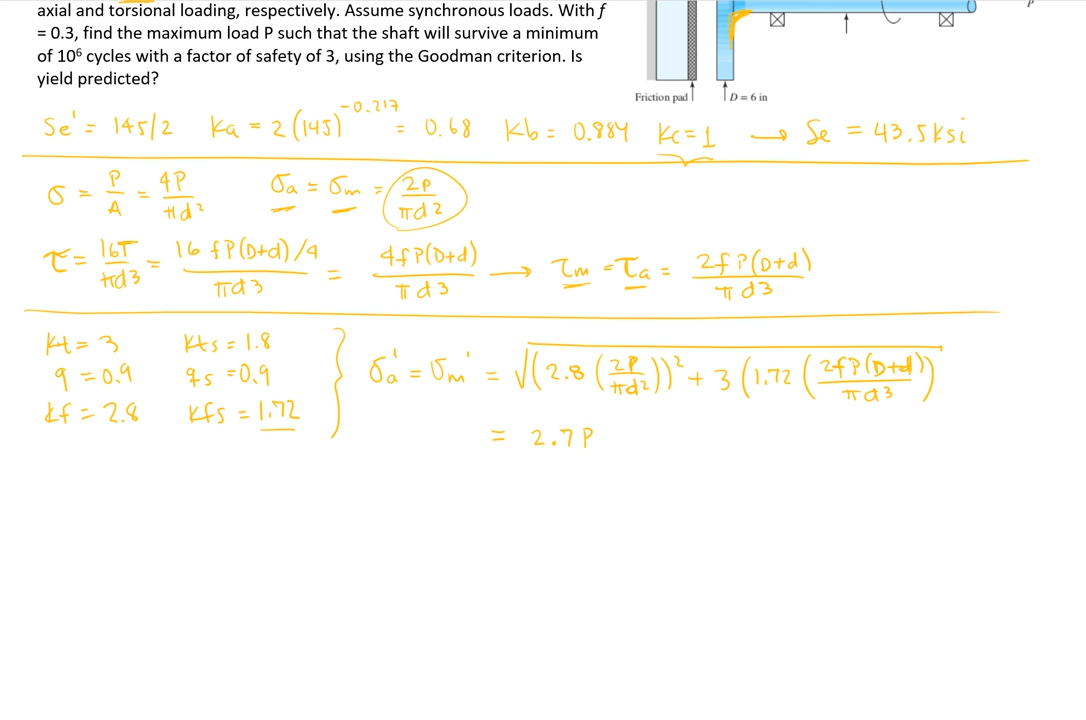 axial and torsional loading, respectively. Assume synchronous loads. With f
= 0.3, find the maximum load P such that the shaft will survive a minimum
of 10⁶ cycles with a factor of safety of 3, using the Goodman criterion. Is
yield predicted?
P
Friction pad
D = 6 in
Se' = 145/2   Ka = 2(145)^-0.217 = 0.68   Kb = 0.884   Kc = 1 → Se = 43.5 ksi
σ = P/A = 4P/πd²   σa = σm = 2P/πd²
τ = 16T/πd³ = 16 fP(D+d)/4 / πd³ = 4fP(D+d)/πd³ → τm = τa = 2fP(D+d)/πd³
Kt = 3   Kts = 1.8
q = 0.9   qs = 0.9
Kf = 2.8   Kfs = 1.72
σa' = σm' = √((2.8(2P/πd²))² + 3(1.72(2fP(D+d)/πd³))
= 2.7P